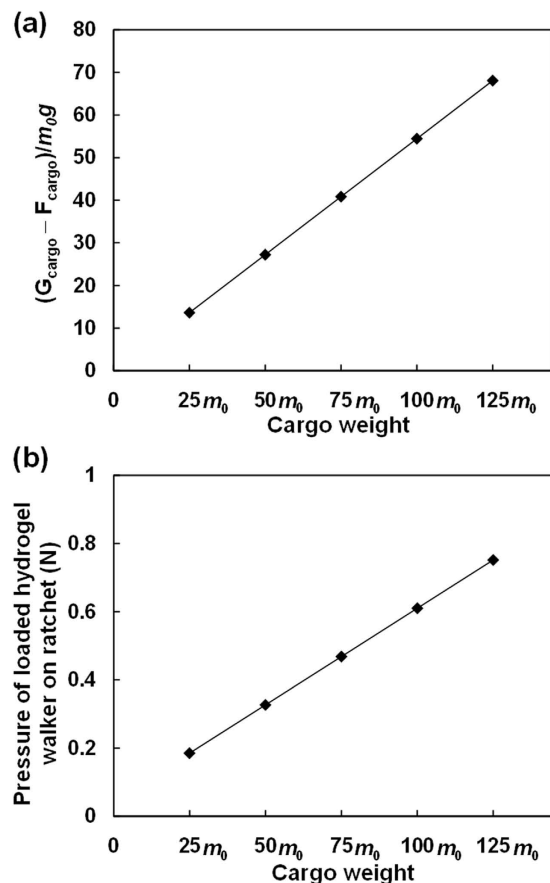 (a)
(G_cargo – F_cargo)/m₀g
80
70
60
50
40
30
20
10
0
0 25m₀ 50m₀ 75m₀ 100m₀ 125m₀
Cargo weight
(b)
Pressure of loaded hydrogel
walker on ratchet (N)
1
0.8
0.6
0.4
0.2
0
0 25m₀ 50m₀ 75m₀ 100m₀ 125m₀
Cargo weight